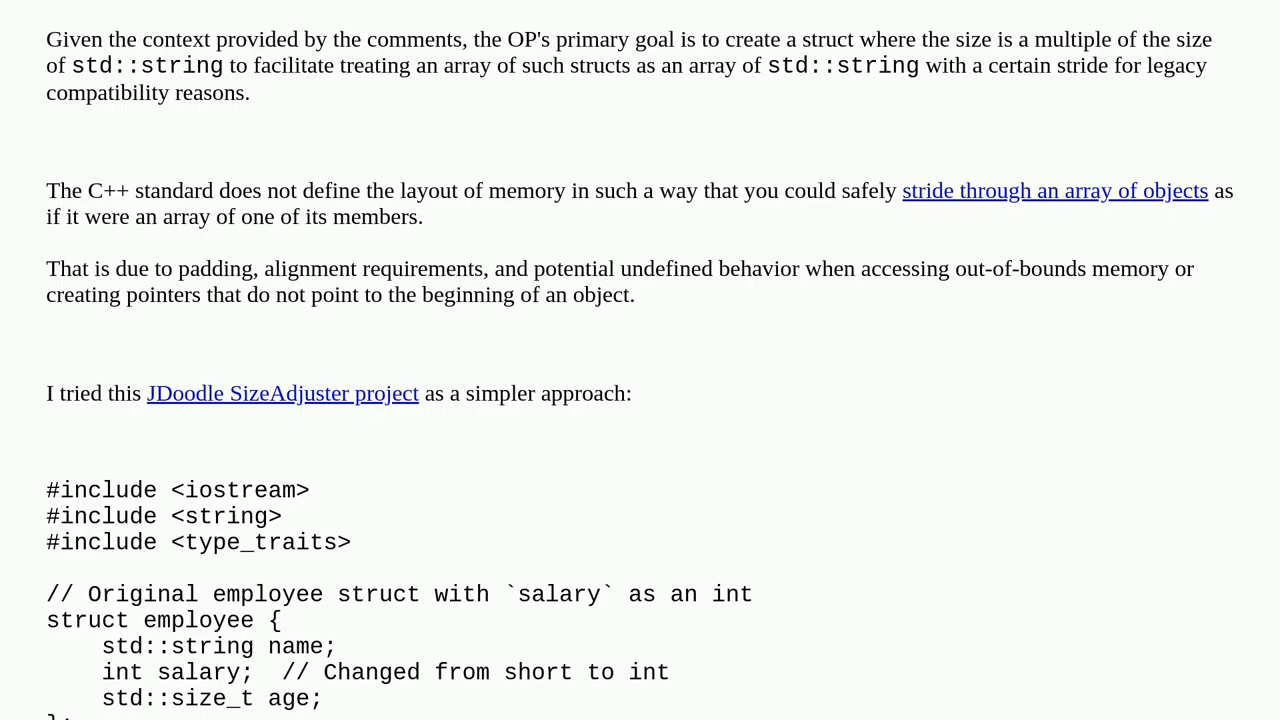 Given the context provided by the comments, the OP's primary goal is to create a struct where the size is a multiple of the size
of std::string to facilitate treating an array of such structs as an array of std::string with a certain stride for legacy
compatibility reasons.
The C++ standard does not define the layout of memory in such a way that you could safely stride through an array of objects as
if it were an array of one of its members.
That is due to padding, alignment requirements, and potential undefined behavior when accessing out-of-bounds memory or
creating pointers that do not point to the beginning of an object.
I tried this JDoodle SizeAdjuster project as a simpler approach:
#include <iostream>
#include <string>
#include <type_traits>
// Original employee struct with `salary` as an int
struct employee {
    std::string name;
    int salary;  // Changed from short to int
    std::size_t age;
};